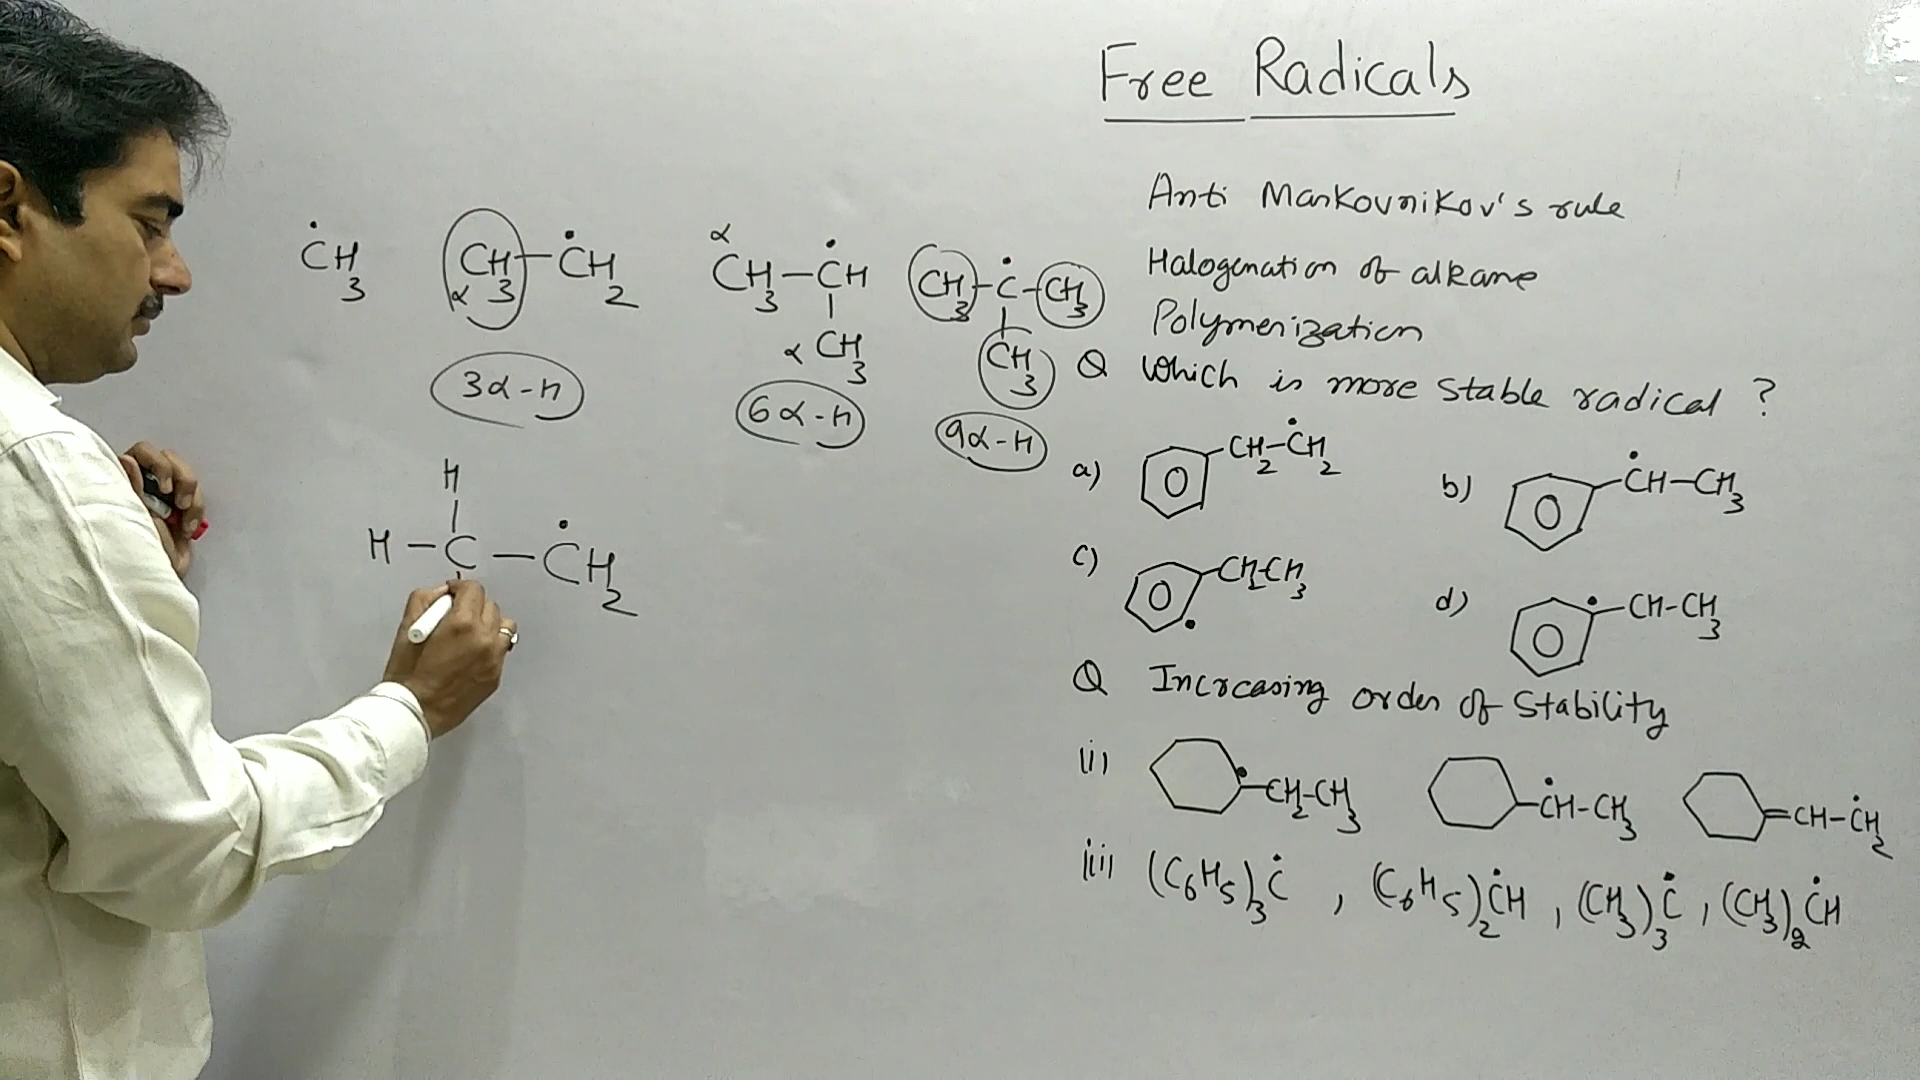 Free Radicals
Anti Markovnikov's rule
Halogenation of alkane
Polymerization
Q Which is more stable radical ?
a) CH2-ĊH2
b) ĊH-CH3
c) CH2CH3
d) CH-CH3
Q Increasing order of stability
(i) CH2-CH3 ĊH-CH3 =CH-ĊH2
(ii) (C6H5)3Ċ , (C6H5)2ĊH , (CH3)3Ċ , (CH3)2ĊH
ĊH3 CH3-ĊH2 CH3-ĊH CH3-Ċ-CH3
α α
α CH3 CH3
3α-H 6α-H 9α-H
H
H-C-ĊH2